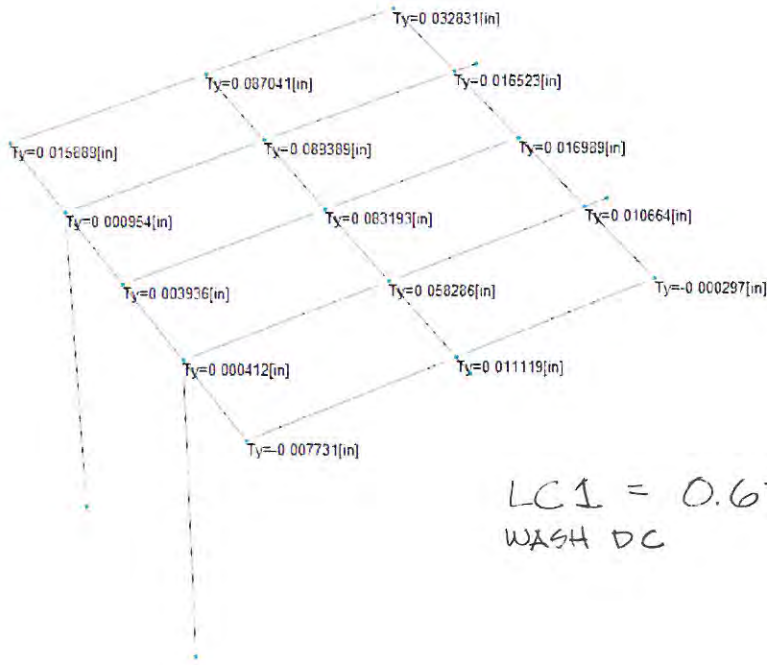 Ty=0.032831[in]
Ty=0.087041[in]
Ty=0.016523[in]
Ty=0.015889[in]
Ty=0.089389[in]
Ty=0.016989[in]
Ty=0.000954[in]
Ty=0.083193[in]
Ty=0.010664[in]
Ty=0.003936[in]
Ty=0.058286[in]
Ty=-0.000297[in]
Ty=0.000412[in]
Ty=0.011119[in]
Ty=-0.007731[in]
LC1 = 0.6
WASH DC